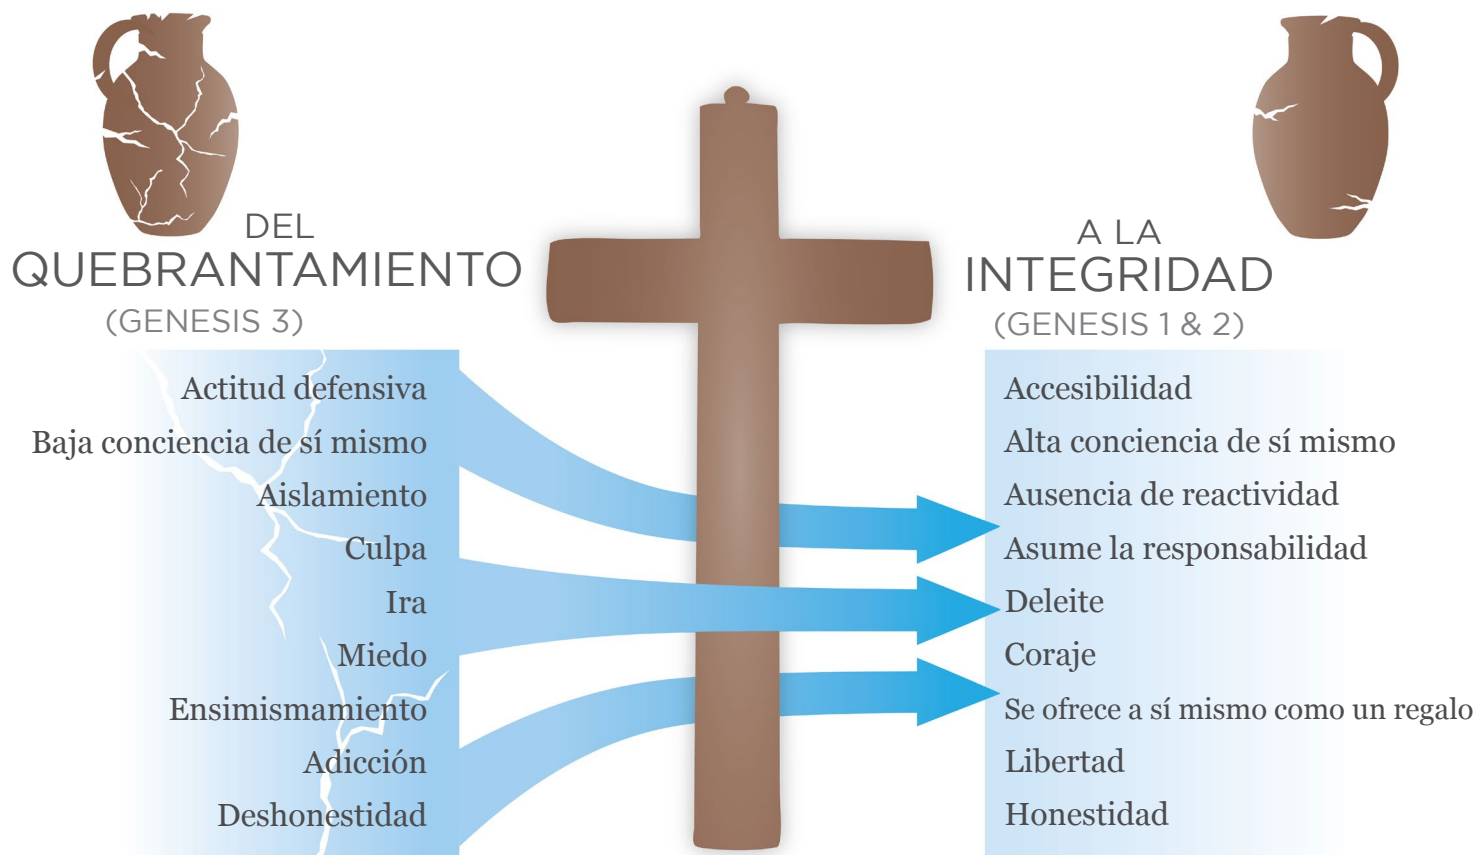 DEL
QUEBRANTAMIENTO
(GENESIS 3)
Actitud defensiva
Baja conciencia de sí mismo
Aislamiento
Culpa
Ira
Miedo
Ensimismamiento
Adicción
Deshonestidad
A LA
INTEGRIDAD
(GENESIS 1 & 2)
Accesibilidad
Alta conciencia de sí mismo
Ausencia de reactividad
Asume la responsabilidad
Deleite
Coraje
Se ofrece a sí mismo como un regalo
Libertad
Honestidad